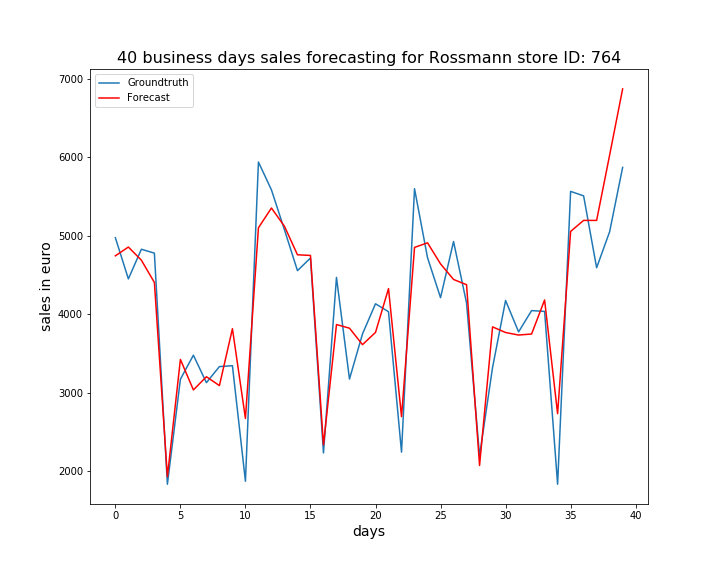 40 business days sales forecasting for Rossmann store ID: 764
Groundtruth
Forecast
sales in euro
7000
6000
5000
4000
3000
2000
0 5 10 15 20 25 30 35 40
days